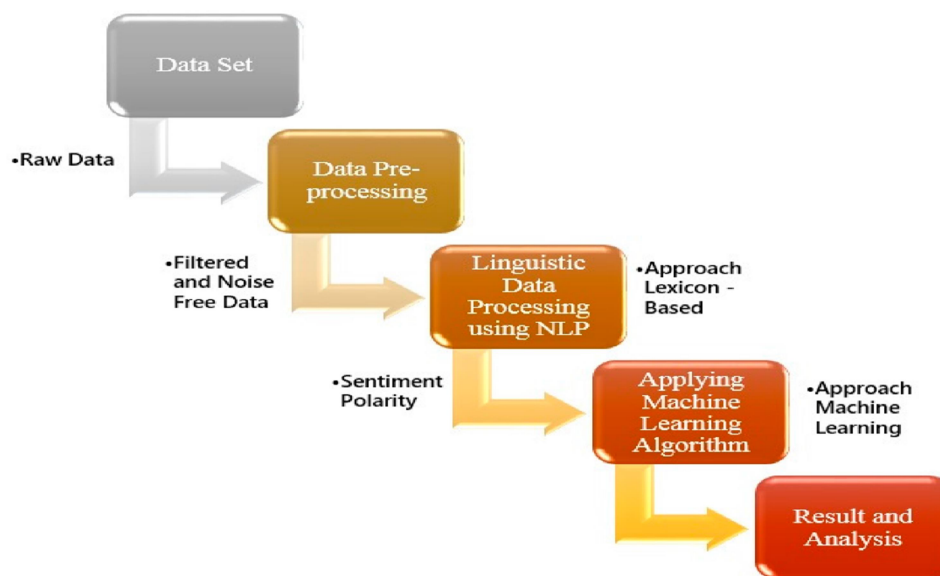 Data Set
•Raw Data
Data Pre-
processing
•Filtered
and Noise
Free Data
Linguistic
Data
Processing
using NLP
•Approach
Lexicon -
Based
•Sentiment
Polarity
Applying
Machine
Learning
Algorithm
•Approach
Machine
Learning
Result and
Analysis